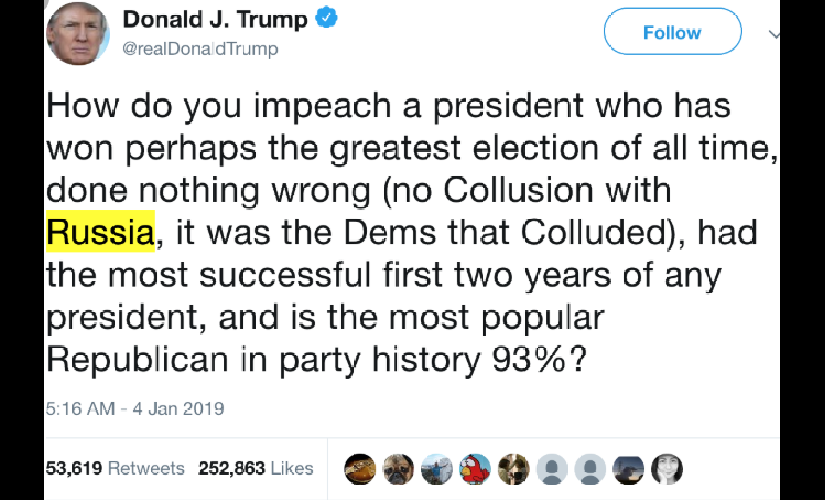 Donald J. Trump
@realDonaldTrump
Follow
How do you impeach a president who has
won perhaps the greatest election of all time,
done nothing wrong (no Collusion with
Russia, it was the Dems that Colluded), had
the most successful first two years of any
president, and is the most popular
Republican in party history 93%?
5:16 AM - 4 Jan 2019
53,619 Retweets 252,863 Likes